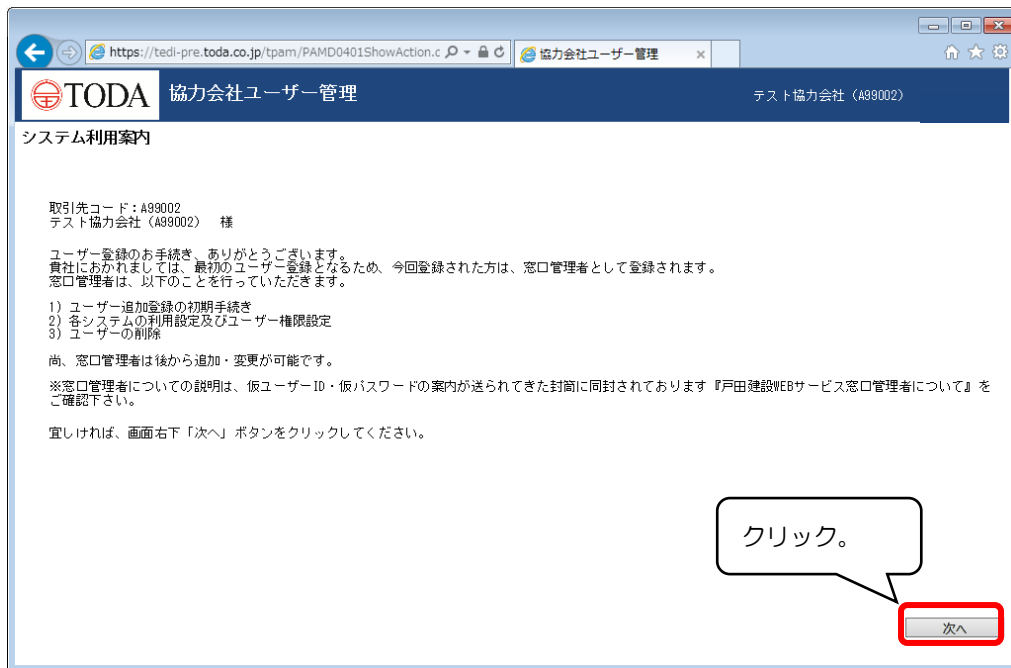 https://tedi-pre.toda.co.jp/tpam/PAMD0401ShowAction.c
協力会社ユーザー管理
TODA 協力会社ユーザー管理
テスト協力会社（A99002）
システム利用案内
取引先コード：A99002
テスト協力会社（A99002） 様
ユーザー登録のお手続き、ありがとうございます。
貴社におかれましては、最初のユーザー登録となるため、今回登録された方は、窓口管理者として登録されます。
窓口管理者は、以下のことを行っていただきます。
1) ユーザー追加登録の初期手続き
2) 各システムの利用設定及びユーザー権限設定
3) ユーザーの削除
尚、窓口管理者は後から追加・変更が可能です。
※窓口管理者についての説明は、仮ユーザーID・仮パスワードの案内が送られてきた封筒に同封されております『戸田建設WEBサービス窓口管理者について』を
ご確認下さい。
宜しければ、画面右下「次へ」ボタンをクリックしてください。
クリック。
次へ